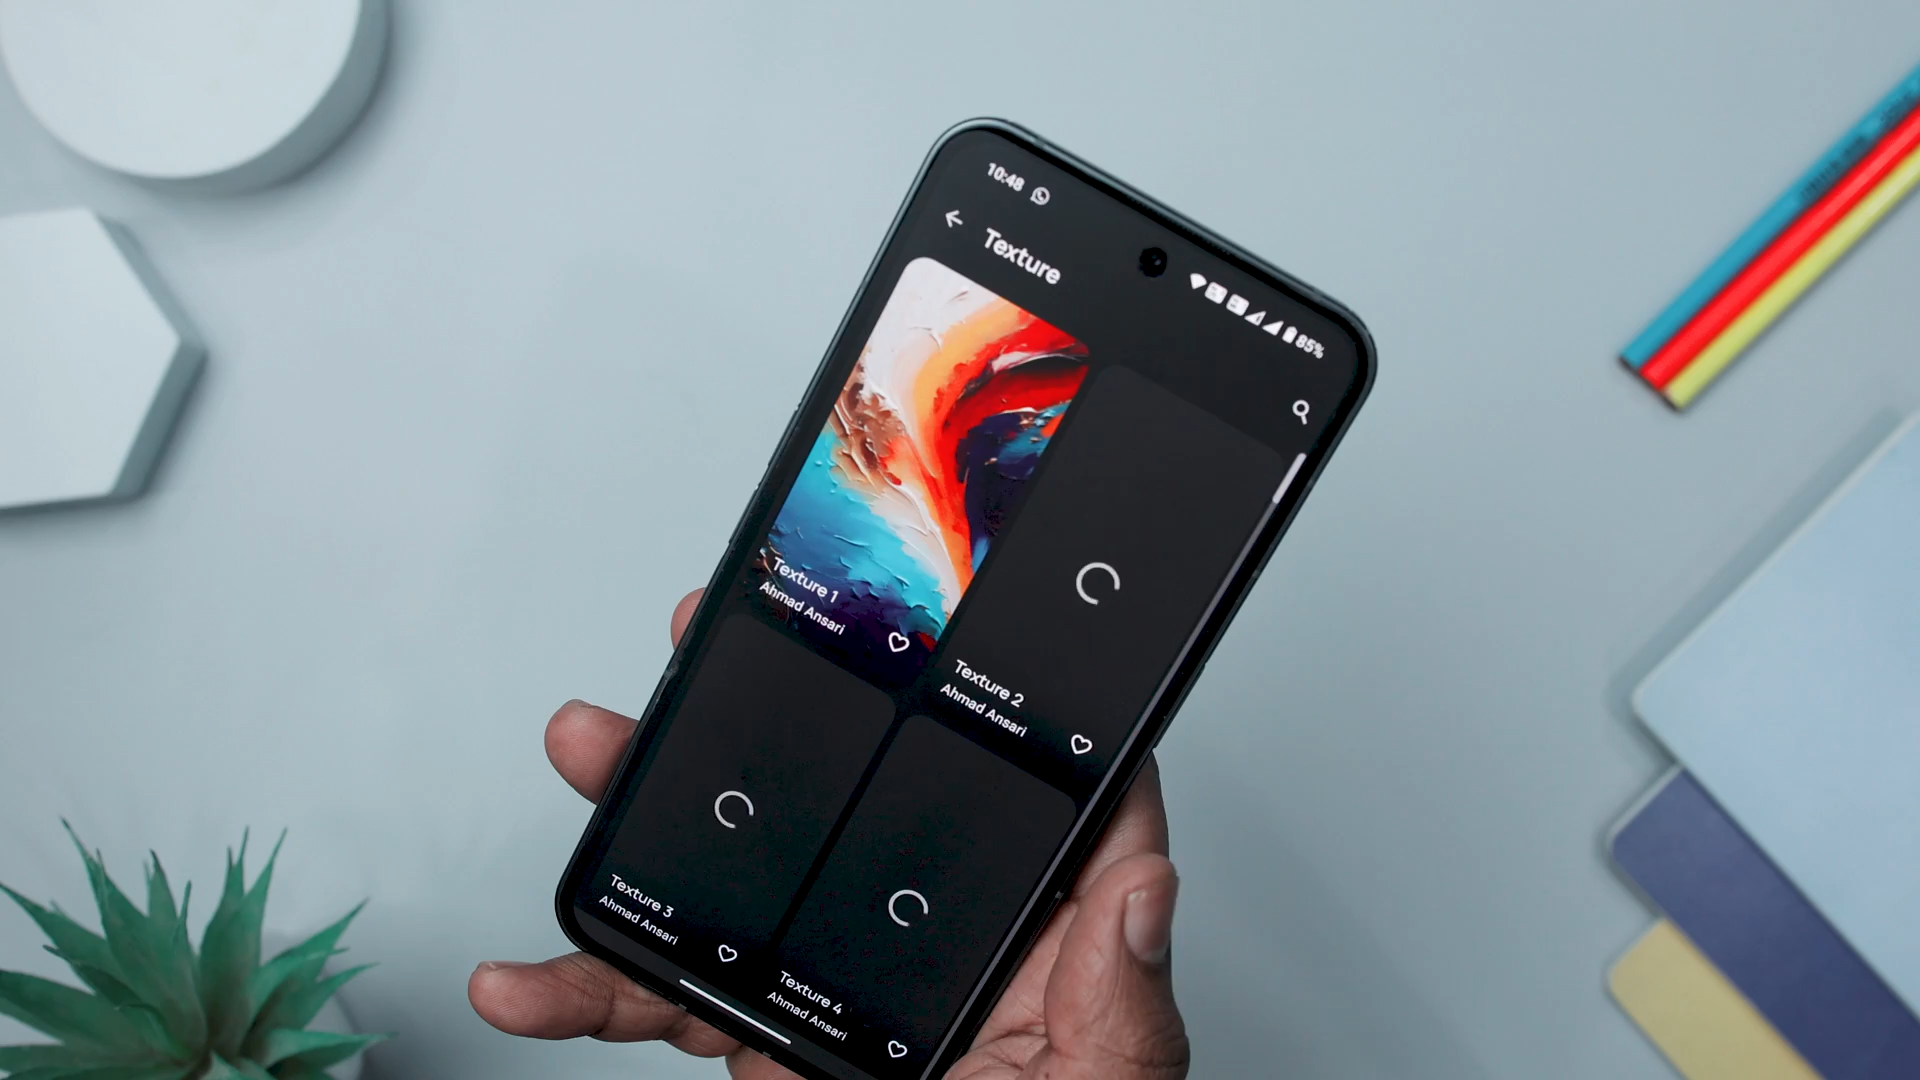 10:48
85%
Texture
Texture 1
Ahmad Ansari
Texture 2
Ahmad Ansari
Texture 3
Ahmad Ansari
Texture 4
Ahmad Ansari